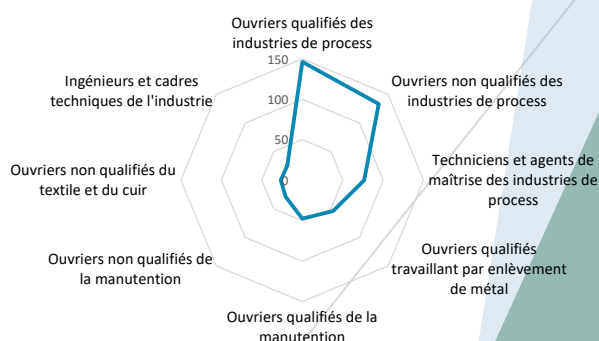 Ouvriers qualifiés des
industries de process
150
100
50
0
Ouvriers non qualifiés des
industries de process
Techniciens et agents de
maîtrise des industries de
process
Ouvriers qualifiés
travaillant par enlèvement
de métal
Ouvriers qualifiés de la
manutention
Ouvriers non qualifiés de
la manutention
Ouvriers non qualifiés du
textile et du cuir
Ingénieurs et cadres
techniques de l'industrie